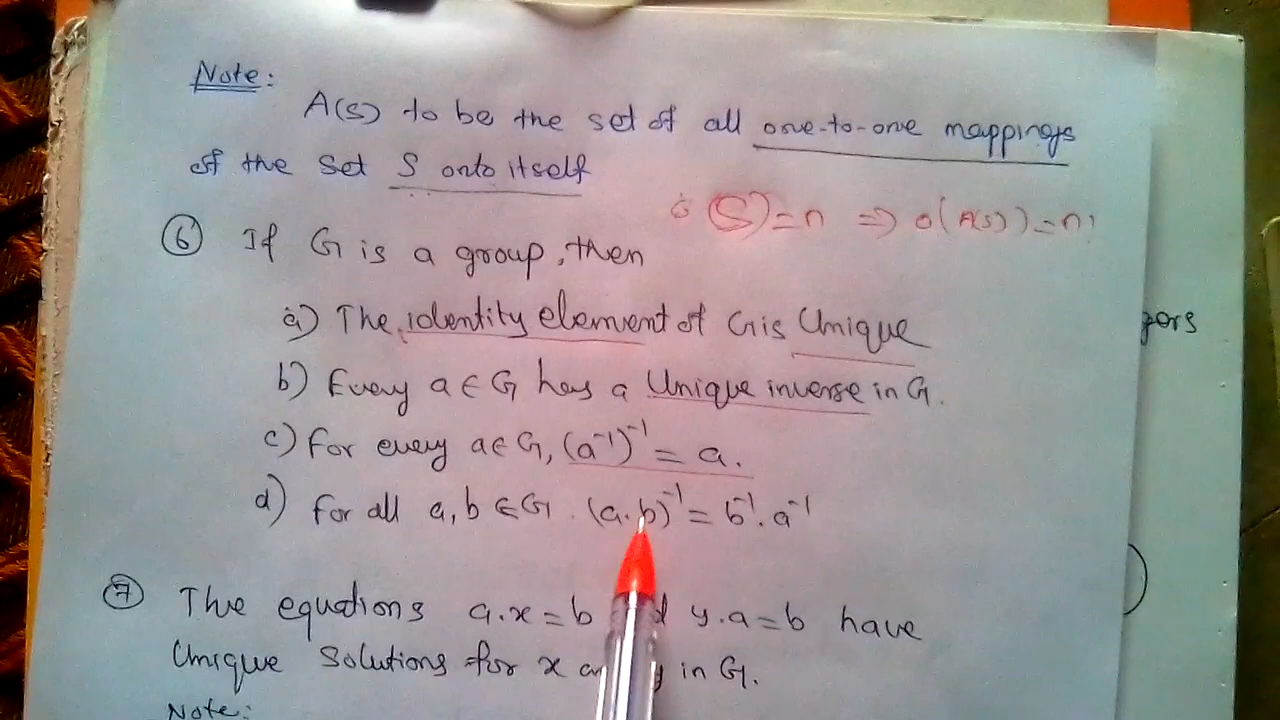 Note:
A(S) to be the set of all one-to-one mappings
of the set S onto itself
o(S)=n => o(A(S))=n!
⑥ If G is a group, then
a) The identity element of G is Unique
b) Every a ∈ G has a Unique inverse in G.
c) For every a ∈ G, (a⁻¹)⁻¹ = a.
d) For all a, b ∈ G. (a.b)⁻¹ = b⁻¹. a⁻¹
⑦ The equations a.x = b y.a = b have
Unique Solutions for x in G.
Note: